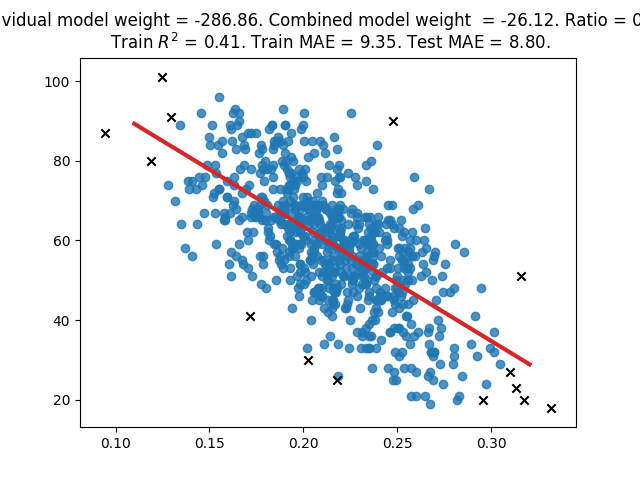 vidual model weight = -286.86. Combined model weight = -26.12. Ratio = 0
Train R² = 0.41. Train MAE = 9.35. Test MAE = 8.80.
100
80
60
40
20
0.10 0.15 0.20 0.25 0.30